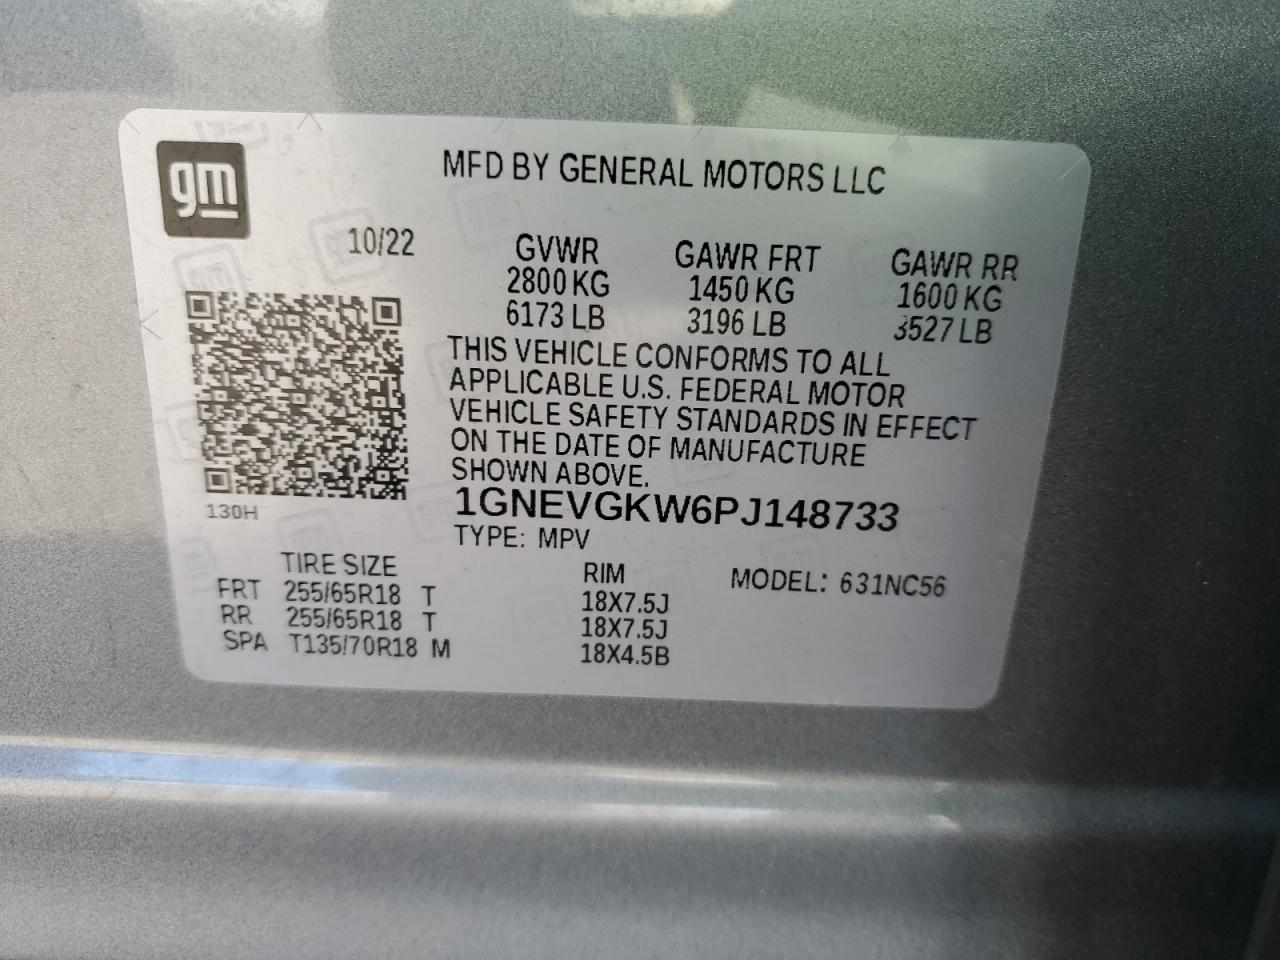 gm
MFD BY GENERAL MOTORS LLC
10/22
GVWR GAWR FRT GAWR RR
2800 KG 1450 KG 1600 KG
6173 LB 3196 LB 3527 LB
THIS VEHICLE CONFORMS TO ALL
APPLICABLE U.S. FEDERAL MOTOR
VEHICLE SAFETY STANDARDS IN EFFECT
ON THE DATE OF MANUFACTURE
SHOWN ABOVE.
1GNEVGKW6PJ148733
130H
TYPE: MPV
TIRE SIZE RIM MODEL: 631NC56
FRT 255/65R18 T 18X7.5J
RR 255/65R18 T 18X7.5J
SPA T135/70R18 M 18X4.5B